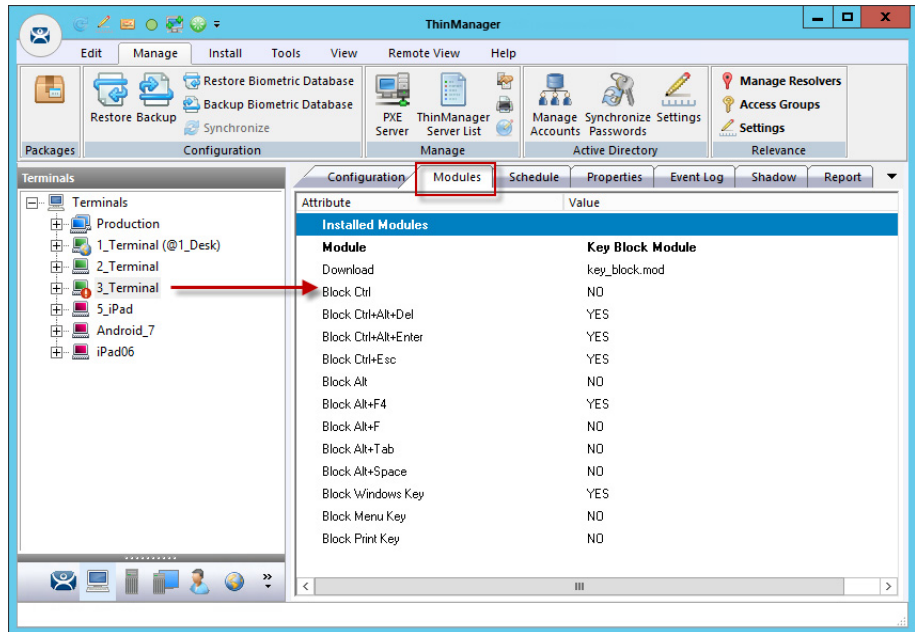 ThinManager
Edit Manage Install Tools View Remote View Help
Restore Biometric Database
Backup Biometric Database
Synchronize
Restore Backup
PXE Server
ThinManager Server List
Manage Accounts
Synchronize Passwords
Settings
Manage Resolvers
Access Groups
Settings
Packages Configuration Manage Active Directory Relevance
Terminals
Configuration Modules Schedule Properties Event Log Shadow Report
Terminals
Production
1_Terminal (@1_Desk)
2_Terminal
3_Terminal
5_iPad
Android_7
iPad06
Attribute Value
Installed Modules
Module Key Block Module
Download key_block.mod
Block Ctrl NO
Block Ctrl+Alt+Del YES
Block Ctrl+Alt+Enter YES
Block Ctrl+Esc YES
Block Alt NO
Block Alt+F4 YES
Block Alt+F NO
Block Alt+Tab NO
Block Alt+Space NO
Block Windows Key YES
Block Menu Key NO
Block Print Key NO